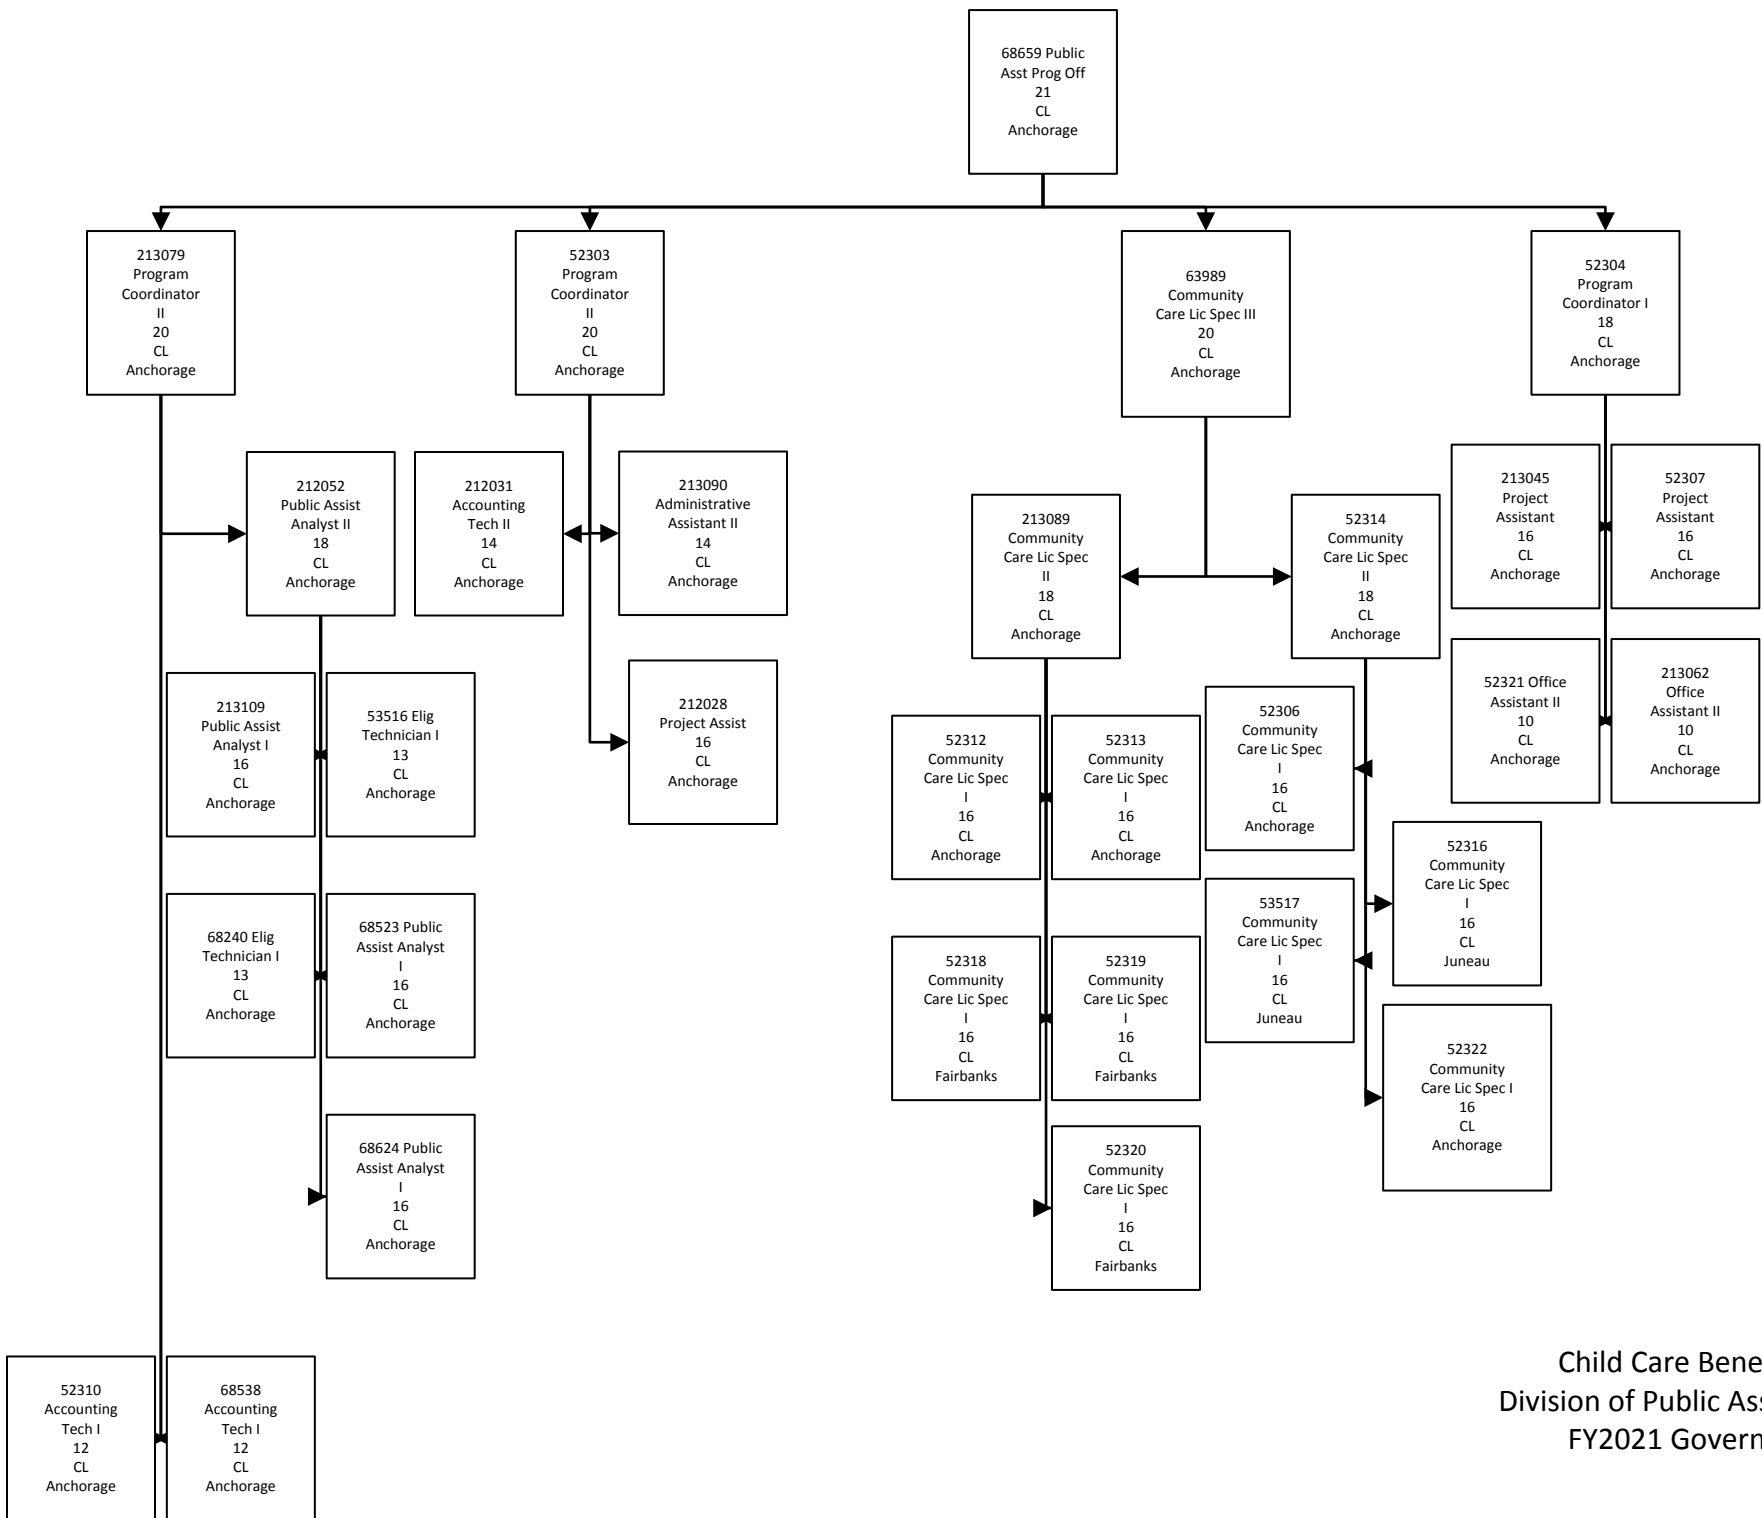 68659 Public
Asst Prog Off
21
CL
Anchorage
213079
Program
Coordinator
II
20
CL
Anchorage
52303
Program
Coordinator
II
20
CL
Anchorage
63989
Community
Care Lic Spec III
20
CL
Anchorage
52304
Program
Coordinator I
18
CL
Anchorage
212052
Public Assist
Analyst II
18
CL
Anchorage
212031
Accounting
Tech II
14
CL
Anchorage
213090
Administrative
Assistant II
14
CL
Anchorage
213089
Community
Care Lic Spec
II
18
CL
Anchorage
52314
Community
Care Lic Spec
II
18
CL
Anchorage
213045
Project
Assistant
16
CL
Anchorage
52307
Project
Assistant
16
CL
Anchorage
213109
Public Assist
Analyst I
16
CL
Anchorage
53516 Elig
Technician I
13
CL
Anchorage
212028
Project Assist
16
CL
Anchorage
52312
Community
Care Lic Spec
I
16
CL
Anchorage
52313
Community
Care Lic Spec
I
16
CL
Anchorage
52306
Community
Care Lic Spec
I
16
CL
Anchorage
52321 Office
Assistant II
10
CL
Anchorage
213062
Office
Assistant II
10
CL
Anchorage
52316
Community
Care Lic Spec
I
16
CL
Juneau
68240 Elig
Technician I
13
CL
Anchorage
68523 Public
Assist Analyst
I
16
CL
Anchorage
52318
Community
Care Lic Spec
I
16
CL
Fairbanks
52319
Community
Care Lic Spec
I
16
CL
Fairbanks
53517
Community
Care Lic Spec
I
16
CL
Juneau
52322
Community
Care Lic Spec I
16
CL
Anchorage
68624 Public
Assist Analyst
I
16
CL
Anchorage
52320
Community
Care Lic Spec
I
16
CL
Fairbanks
52310
Accounting
Tech I
12
CL
Anchorage
68538
Accounting
Tech I
12
CL
Anchorage
Child Care Bene
Division of Public Ass
FY2021 Govern